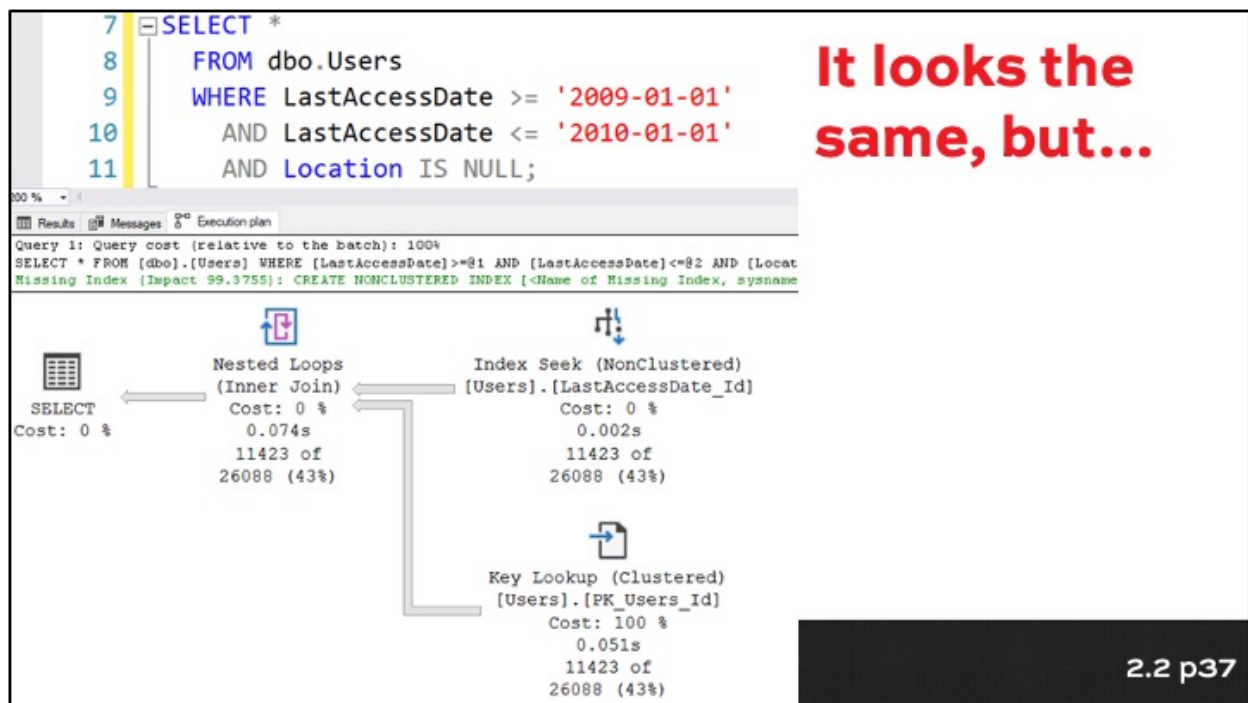 7 SELECT *
8 FROM dbo.Users
9 WHERE LastAccessDate >= '2009-01-01'
10 AND LastAccessDate <= '2010-01-01'
11 AND Location IS NULL;
It looks the
same, but...
200 %
Results Messages Execution plan
Query 1: Query cost (relative to the batch): 100%
SELECT * FROM [dbo].[Users] WHERE [LastAccessDate]>=@1 AND [LastAccessDate]<=@2 AND [Locat
Missing Index (Impact 99.3755): CREATE NONCLUSTERED INDEX [<Name of Missing Index, sysname
SELECT
Cost: 0 %
Nested Loops
(Inner Join)
Cost: 0 %
0.074s
11423 of
26088 (43%)
Index Seek (NonClustered)
[Users].[LastAccessDate_Id]
Cost: 0 %
0.002s
11423 of
26088 (43%)
Key Lookup (Clustered)
[Users].[PK_Users_Id]
Cost: 100 %
0.051s
11423 of
26088 (43%)
2.2 p37